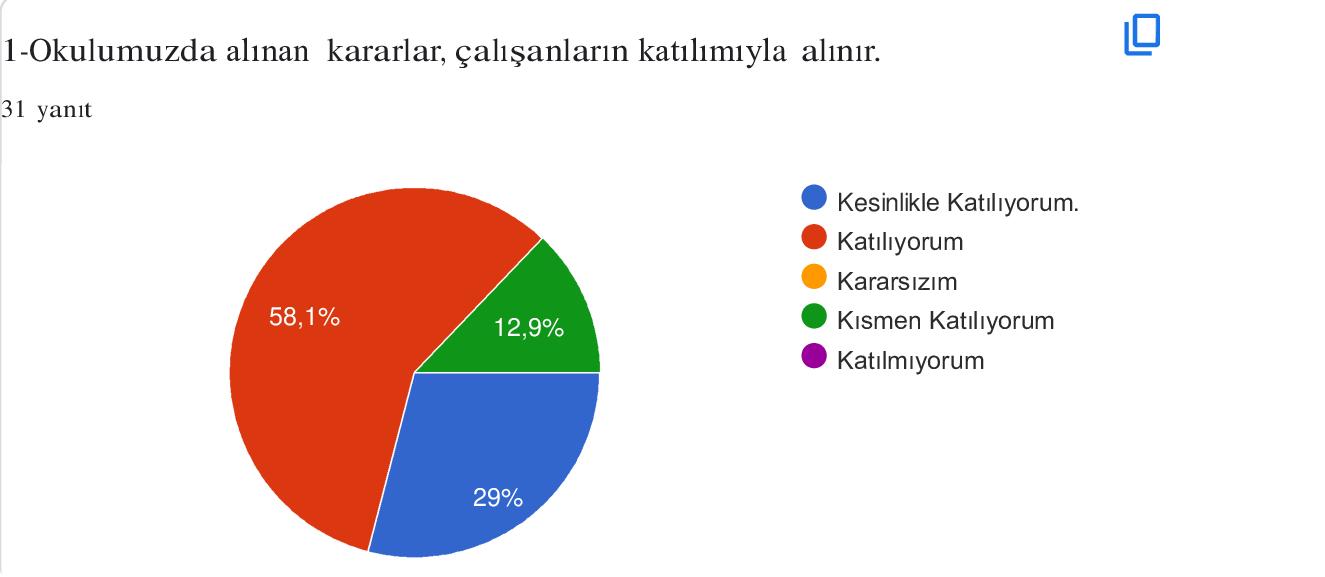 1-Okulumuzda alınan kararlar, çalışanların katılımıyla alınır.
31 yanıt
Kesinlikle Katılıyorum.
Katılıyorum
Kararsızım
Kısmen Katılıyorum
Katılmıyorum
58,1%
12,9%
29%